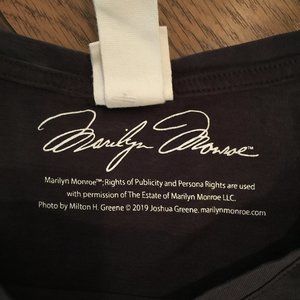 Marilyn Monroe™
Marilyn Monroe™; Rights of Publicity and Persona Rights are used
with permission of The Estate of Marilyn Monroe LLC.
Photo by Milton H. Greene © 2019 Joshua Greene. marilynmonroe.com